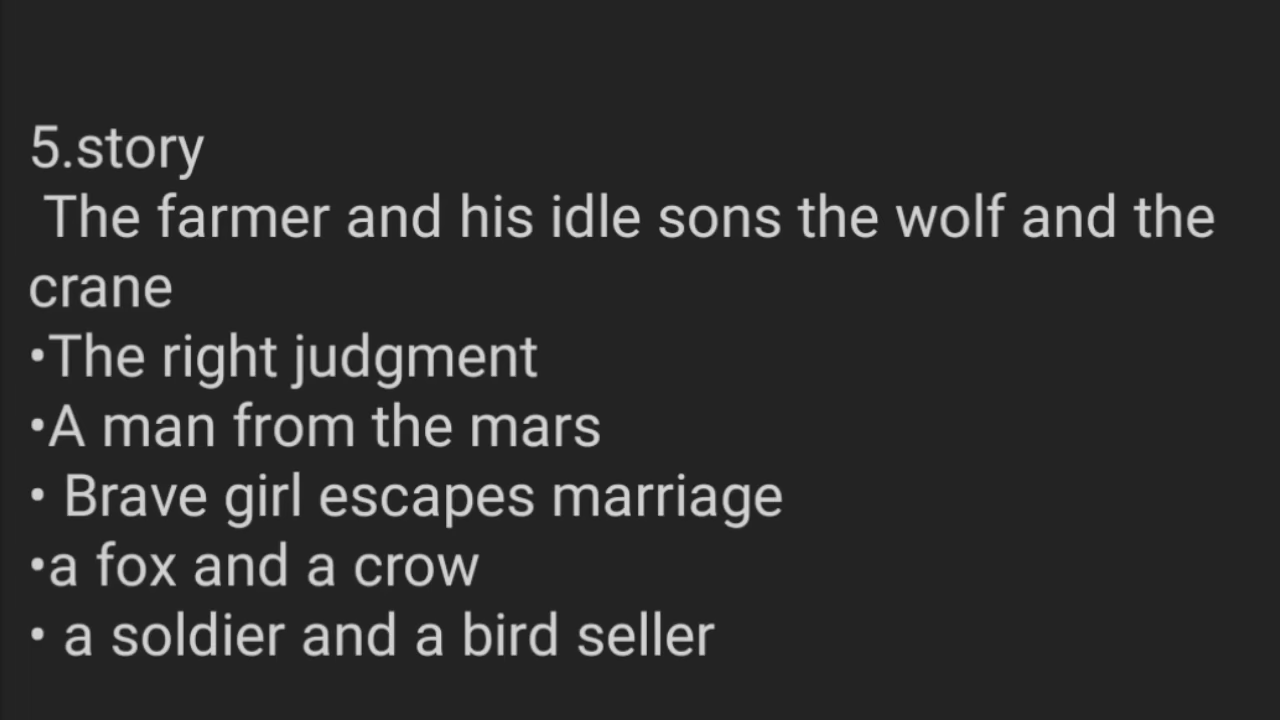 5.story
The farmer and his idle sons the wolf and the
crane
•The right judgment
•A man from the mars
• Brave girl escapes marriage
•a fox and a crow
• a soldier and a bird seller